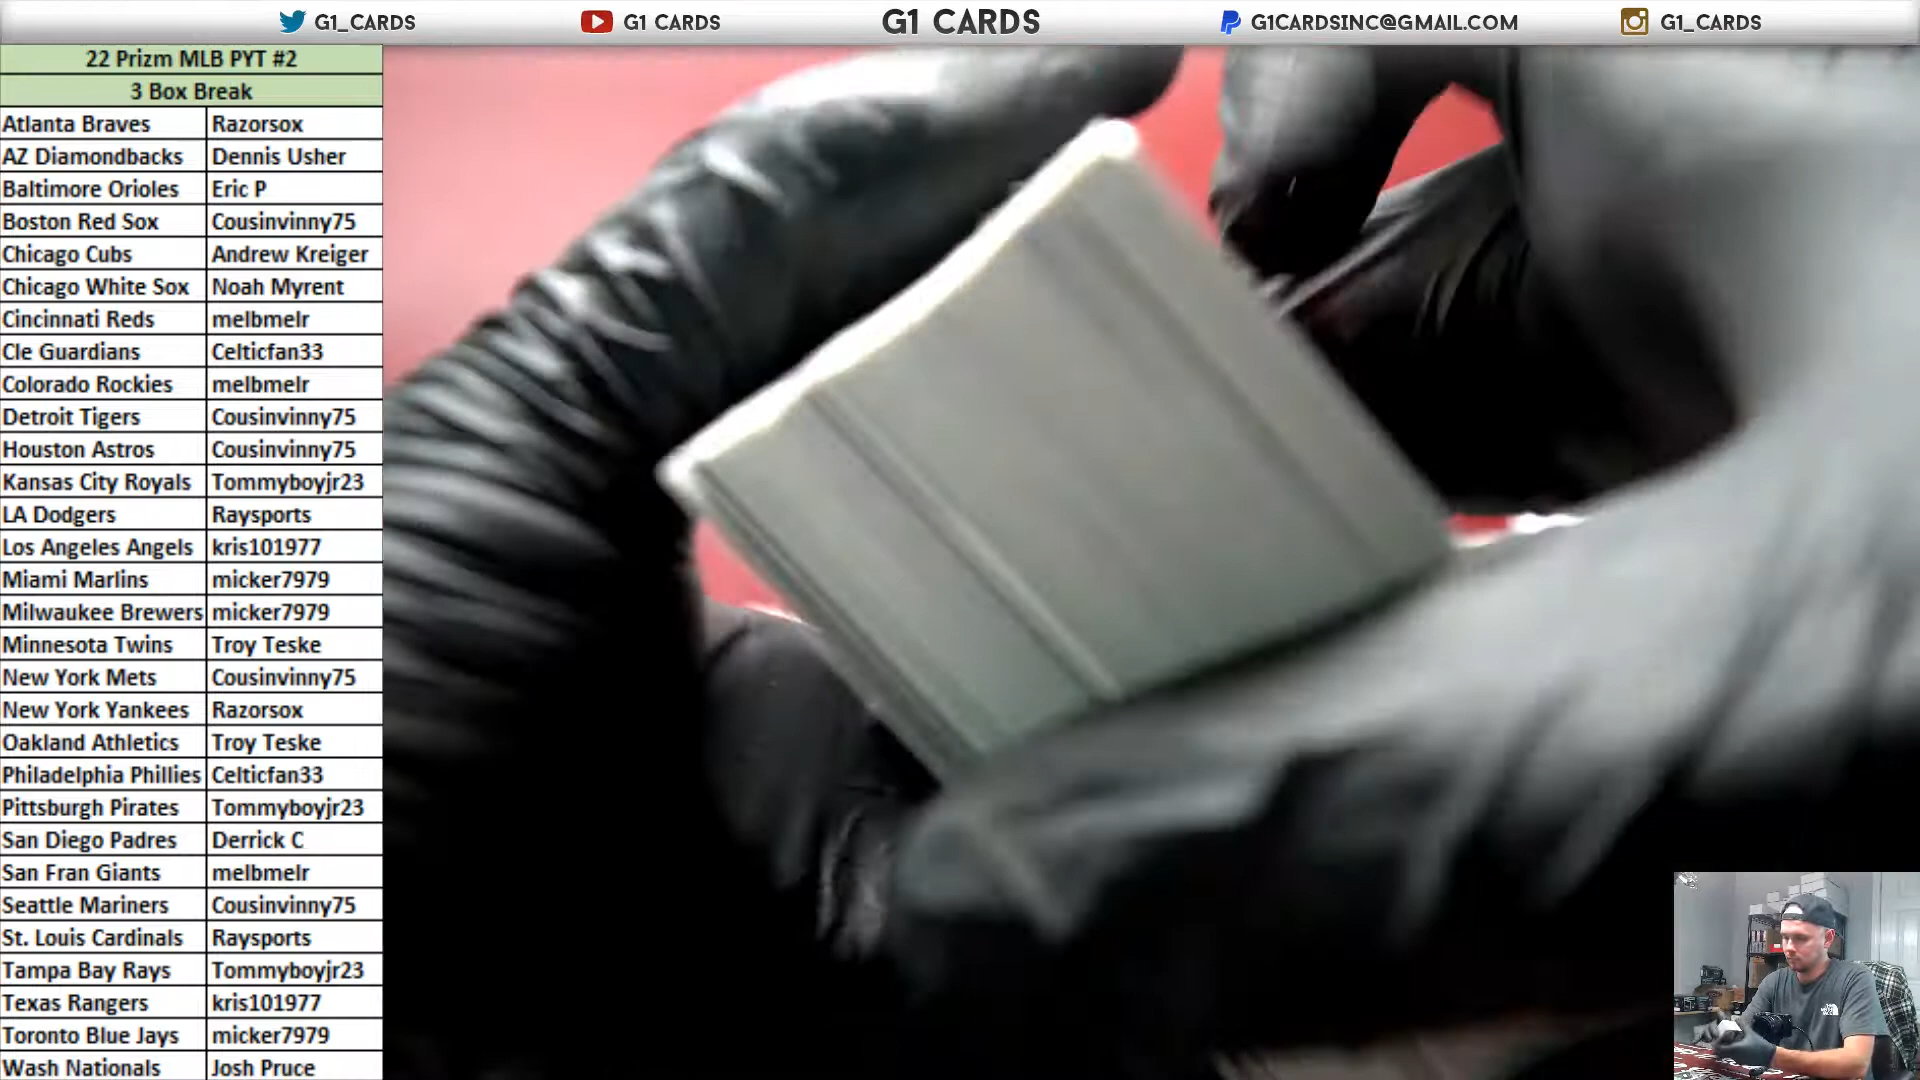 G1_CARDS G1 CARDS G1 CARDS G1CARDSINC@GMAIL.COM G1_CARDS
22 Prizm MLB PYT #2
3 Box Break
Atlanta Braves Razorsox
AZ Diamondbacks Dennis Usher
Baltimore Orioles Eric P
Boston Red Sox Cousinvinny75
Chicago Cubs Andrew Kreiger
Chicago White Sox Noah Myrent
Cincinnati Reds melbmelr
Cle Guardians Celticfan33
Colorado Rockies melbmelr
Detroit Tigers Cousinvinny75
Houston Astros Cousinvinny75
Kansas City Royals Tommyboyjr23
LA Dodgers Raysports
Los Angeles Angels kris101977
Miami Marlins micker7979
Milwaukee Brewers micker7979
Minnesota Twins Troy Teske
New York Mets Cousinvinny75
New York Yankees Razorsox
Oakland Athletics Troy Teske
Philadelphia Phillies Celticfan33
Pittsburgh Pirates Tommyboyjr23
San Diego Padres Derrick C
San Fran Giants melbmelr
Seattle Mariners Cousinvinny75
St. Louis Cardinals Raysports
Tampa Bay Rays Tommyboyjr23
Texas Rangers kris101977
Toronto Blue Jays micker7979
Wash Nationals Josh Pruce